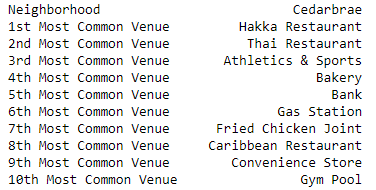 Neighborhood Cedarbrae
1st Most Common Venue Hakka Restaurant
2nd Most Common Venue Thai Restaurant
3rd Most Common Venue Athletics & Sports
4th Most Common Venue Bakery
5th Most Common Venue Bank
6th Most Common Venue Gas Station
7th Most Common Venue Fried Chicken Joint
8th Most Common Venue Caribbean Restaurant
9th Most Common Venue Convenience Store
10th Most Common Venue Gym Pool